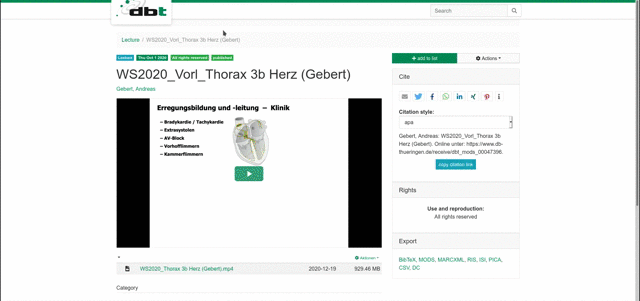 dbt
Search
Lecture / WS2020_Vorl_Thorax 3b Herz (Gebert)
Thu Oct 1 2020
All rights reserved
published
WS2020_Vorl_Thorax 3b Herz (Gebert)
Gebert, Andreas
Erregungsbildung und -leitung – Klinik
– Bradykardie / Tachykardie
– Extrasystolen
– AV-Block
– Vorhofflimmern
– Kammerflimmern
Aktionen
WS2020_Thorax 3b Herz (Gebert).mp4 2020-12-19 929.46 MB
Category
add to list
Actions
Cite
Citation style:
apa
Gebert, Andreas: WS2020_Vorl_Thorax 3b
Herz (Gebert). Online unter: https://www.db-
thueringen.de/receive/dbt_mods_00047396.
copy citation link
Rights
Use and reproduction:
All rights reserved
Export
BibTeX, MODS, MARCXML, RIS, ISI, PICA,
CSV, DC